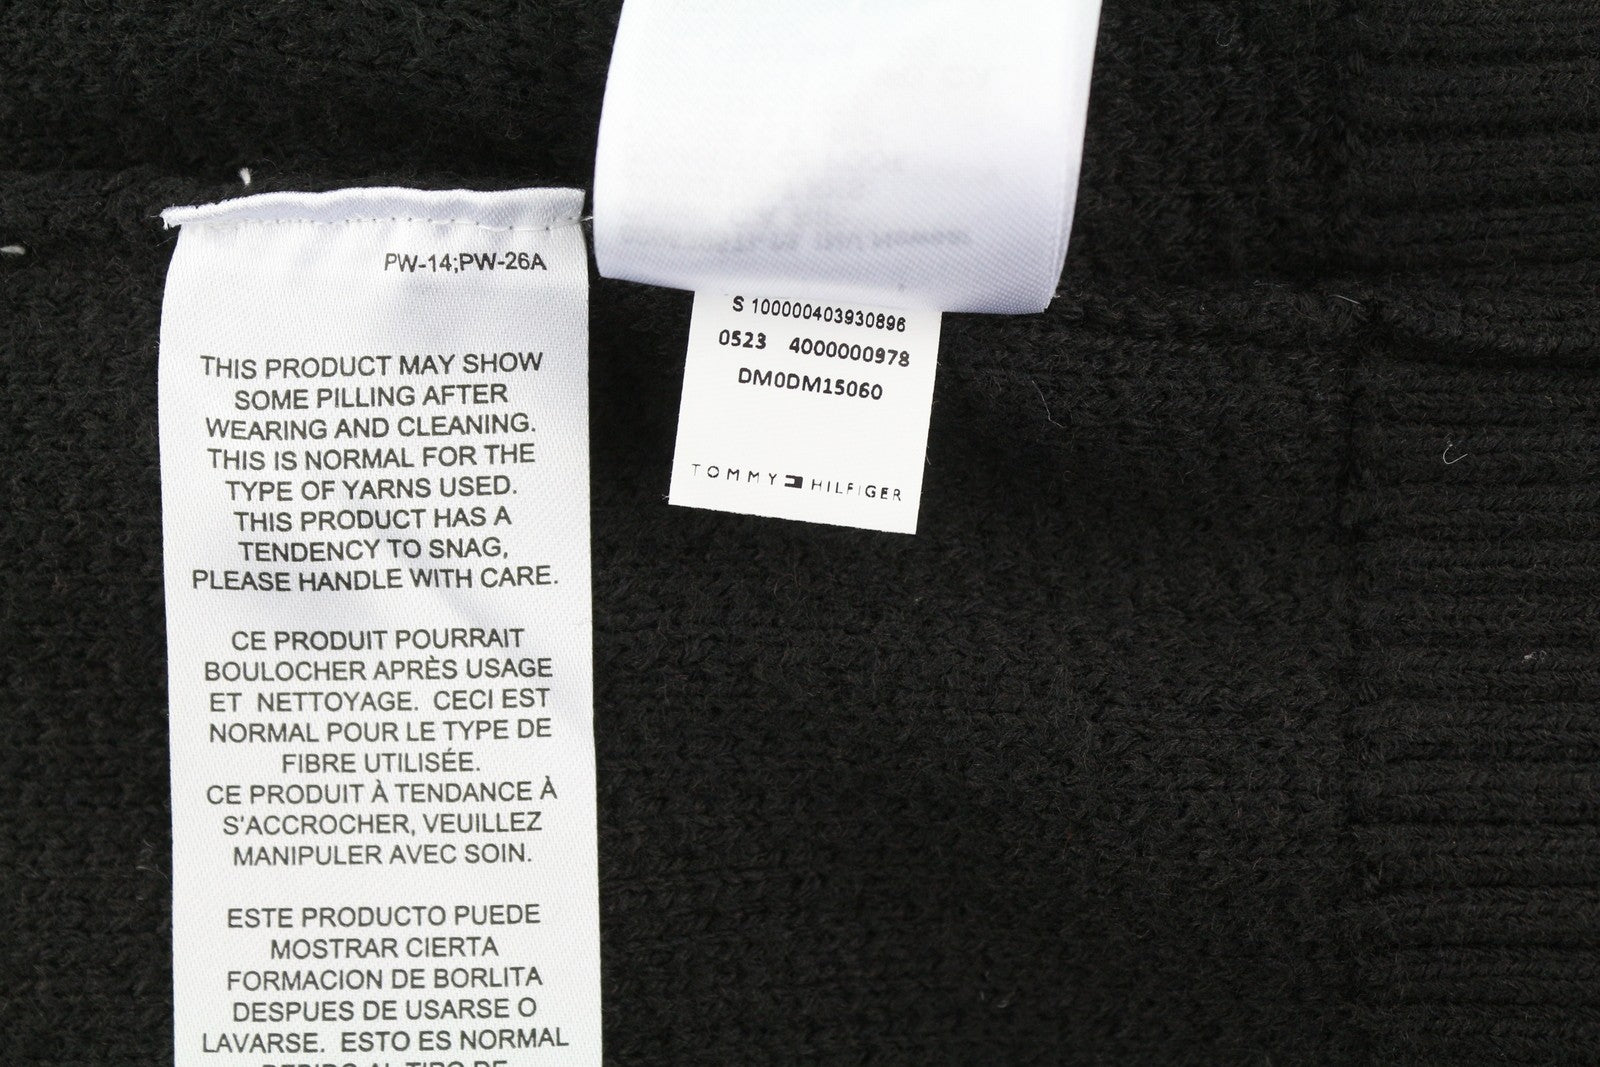 PW-14;PW-26A
THIS PRODUCT MAY SHOW
SOME PILLING AFTER
WEARING AND CLEANING.
THIS IS NORMAL FOR THE
TYPE OF YARNS USED.
THIS PRODUCT HAS A
TENDENCY TO SNAG,
PLEASE HANDLE WITH CARE.
CE PRODUIT POURRAIT
BOULOCHER APRÈS USAGE
ET NETTOYAGE. CECI EST
NORMAL POUR LE TYPE DE
FIBRE UTILISÉE.
CE PRODUIT À TENDANCE À
S'ACCROCHER, VEUILLEZ
MANIPULER AVEC SOIN.
ESTE PRODUCTO PUEDE
MOSTRAR CIERTA
FORMACION DE BORLITA
DESPUES DE USARSE O
LAVARSE. ESTO ES NORMAL
DEBIDO AL TIPO DE
S 100000403930896
0523 4000000978
DM0DM15060
TOMMY HILFIGER